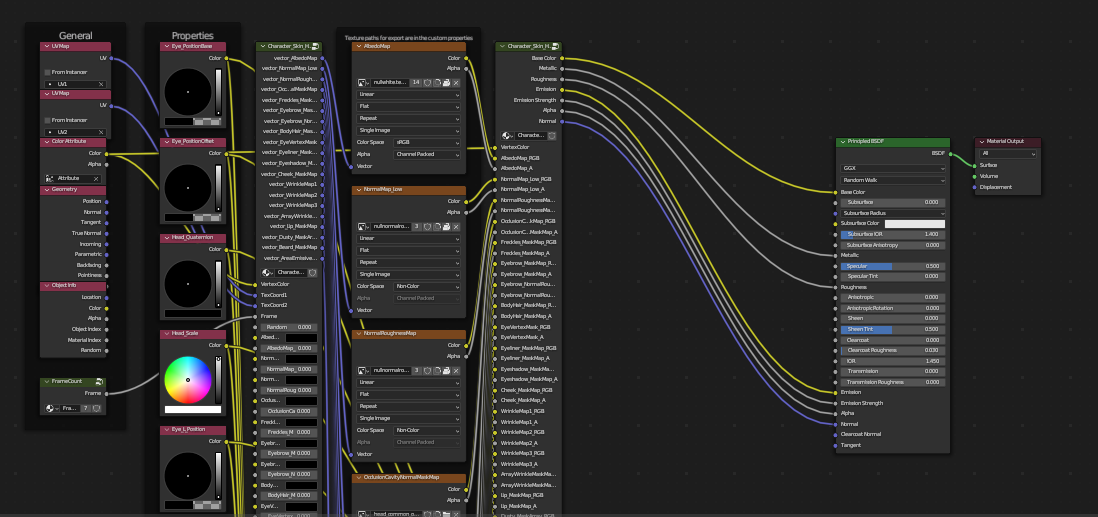 General
UVMap
UV
From Instancer
UV1
UVMap
UV
From Instancer
UV2
Color Attribute
Color
Alpha
Attribute
Geometry
Position
Normal
Tangent
True Normal
Incoming
Parametric
Backfacing
Pointiness
Object Info
Location
Color
Alpha
Object Index
Material Index
Random
FrameCount
Frame
Fra...
7
Properties
Eye_PositionBase
Color
Eye_PositionOffset
Color
Head_Quaternion
Color
Head_Scale
Color
Eye_L_Position
Color
Character_Skin_H...
vector_AlbedoMap
vector_NormalMap_Low
vector_NormalRough...
vector_Occ...alMaskMap
vector_Freckles_Mask...
vector_Eyebrow_Mas...
vector_Eyebrow_Nor...
vector_BodyHair_Mas...
vector_EyeVertexMask
vector_Eyeliner_Mask...
vector_Eyeshadow_M...
vector_Cheek_MaskMap
vector_WrinkleMap1
vector_WrinkleMap2
vector_WrinkleMap3
vector_ArrayWrinkle...
vector_Lip_MaskMap
vector_Dusty_MaskAr...
vector_Beard_MaskMap
vector_AreaEmissive...
Characte...
VertexColor
TexCoord1
TexCoord2
Frame
Random 0.000
Albed...
AlbedoMap_ 0.000
Norm...
NormalMap_ 0.000
Norm...
NormalRoug 0.000
Occlus...
OcclusionCa 0.000
Freckl...
Freckles_M 0.000
Eyebr...
Eyebrow_M 0.000
Eyebr...
Eyebrow_N 0.000
Body...
BodyHair_M 0.000
EyeV...
Texture paths for export are in the custom properties
AlbedoMap
Color
Alpha
nullwhite.te...
14
Linear
Flat
Repeat
Single Image
Color Space sRGB
Alpha Channel Packed
Vector
NormalMap_Low
Color
Alpha
nullnormalro...
3
Linear
Flat
Repeat
Single Image
Color Space Non-Color
Alpha Channel Packed
Vector
NormalRoughnessMap
Color
Alpha
nullnormalro...
3
Linear
Flat
Repeat
Single Image
Color Space Non-Color
Alpha Channel Packed
Vector
OcclusionCavityNormalMaskMap
Color
Alpha
head_common_o...
Character_Skin_H...
Base Color
Metallic
Roughness
Emission
Emission Strength
Alpha
Normal
Characte...
VertexColor
AlbedoMap_RGB
AlbedoMap_A
NormalMap_Low_RGB
NormalMap_Low_A
NormalRoughnessMa...
NormalRoughnessMa...
OcclusionC...kMap_RGB
OcclusionC...MaskMap_A
Freckles_MaskMap_RGB
Freckles_MaskMap_A
Eyebrow_MaskMap_R...
Eyebrow_MaskMap_A
Eyebrow_NormalRou...
Eyebrow_NormalRou...
BodyHair_MaskMap_R...
BodyHair_MaskMap_A
EyeVertexMask_RGB
EyeVertexMask_A
Eyeliner_MaskMap_RGB
Eyeliner_MaskMap_A
Eyeshadow_MaskMap...
Eyeshadow_MaskMap_A
Cheek_MaskMap_RGB
Cheek_MaskMap_A
WrinkleMap1_RGB
WrinkleMap1_A
WrinkleMap2_RGB
WrinkleMap2_A
WrinkleMap3_RGB
WrinkleMap3_A
ArrayWrinkleMaskMa...
ArrayWrinkleMaskMa...
Lip_MaskMap_RGB
Lip_MaskMap_A
Dusty_MaskArray_RGB
Principled BSDF
BSDF
GGX
Random Walk
Base Color
Subsurface 0.000
Subsurface Radius
Subsurface Color
Subsurface IOR 1.400
Subsurface Anisotropy 0.000
Metallic
Specular 0.500
Specular Tint 0.000
Roughness
Anisotropic 0.000
Anisotropic Rotation 0.000
Sheen 0.000
Sheen Tint 0.500
Clearcoat 0.000
Clearcoat Roughness 0.030
IOR 1.450
Transmission 0.000
Transmission Roughness 0.000
Emission
Emission Strength
Alpha
Normal
Clearcoat Normal
Tangent
Material Output
All
Surface
Volume
Displacement